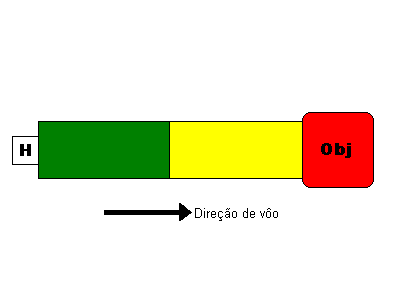 H
Obj
Direção de vôo